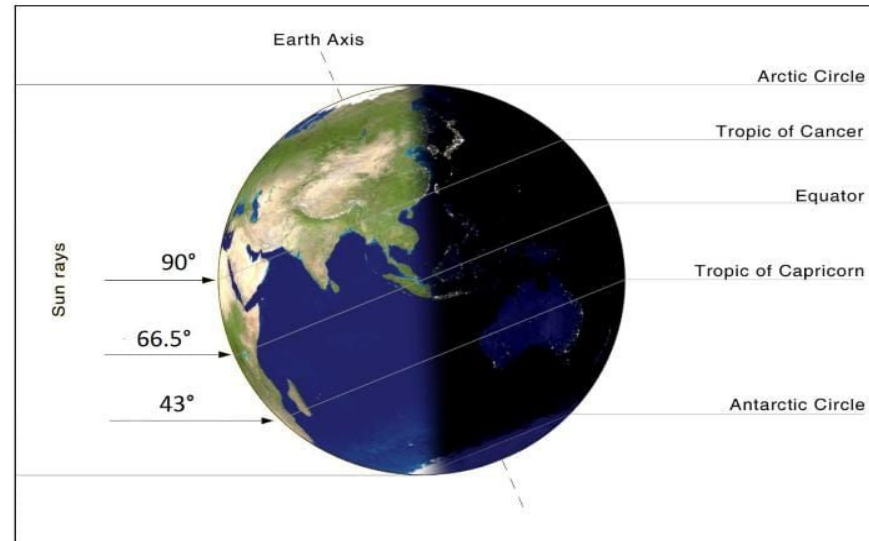 Earth Axis
Arctic Circle
Tropic of Cancer
Equator
Tropic of Capricorn
Antarctic Circle
Sun rays
90°
66.5°
43°